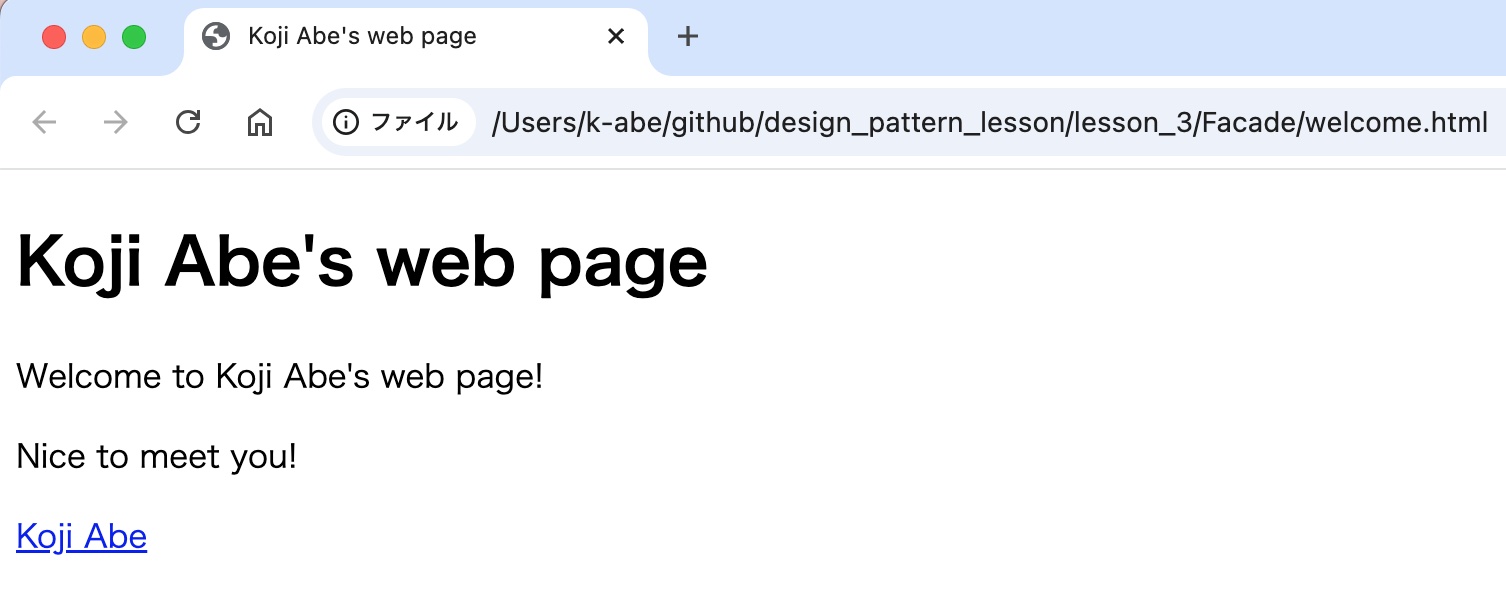 Koji Abe's web page
ファイル /Users/k-abe/github/design_pattern_lesson/lesson_3/Facade/welcome.html
Koji Abe's web page
Welcome to Koji Abe's web page!
Nice to meet you!
Koji Abe